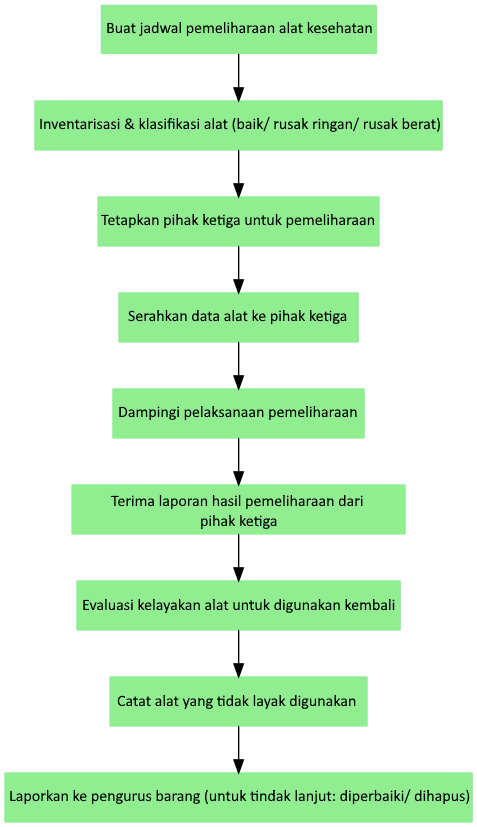 Buat jadwal pemeliharaan alat kesehatan
Inventarisasi & klasifikasi alat (baik/ rusak ringan/ rusak berat)
Tetapkan pihak ketiga untuk pemeliharaan
Serahkan data alat ke pihak ketiga
Dampingi pelaksanaan pemeliharaan
Terima laporan hasil pemeliharaan dari
pihak ketiga
Evaluasi kelayakan alat untuk digunakan kembali
Catat alat yang tidak layak digunakan
Laporkan ke pengurus barang (untuk tindak lanjut: diperbaiki/ dihapus)